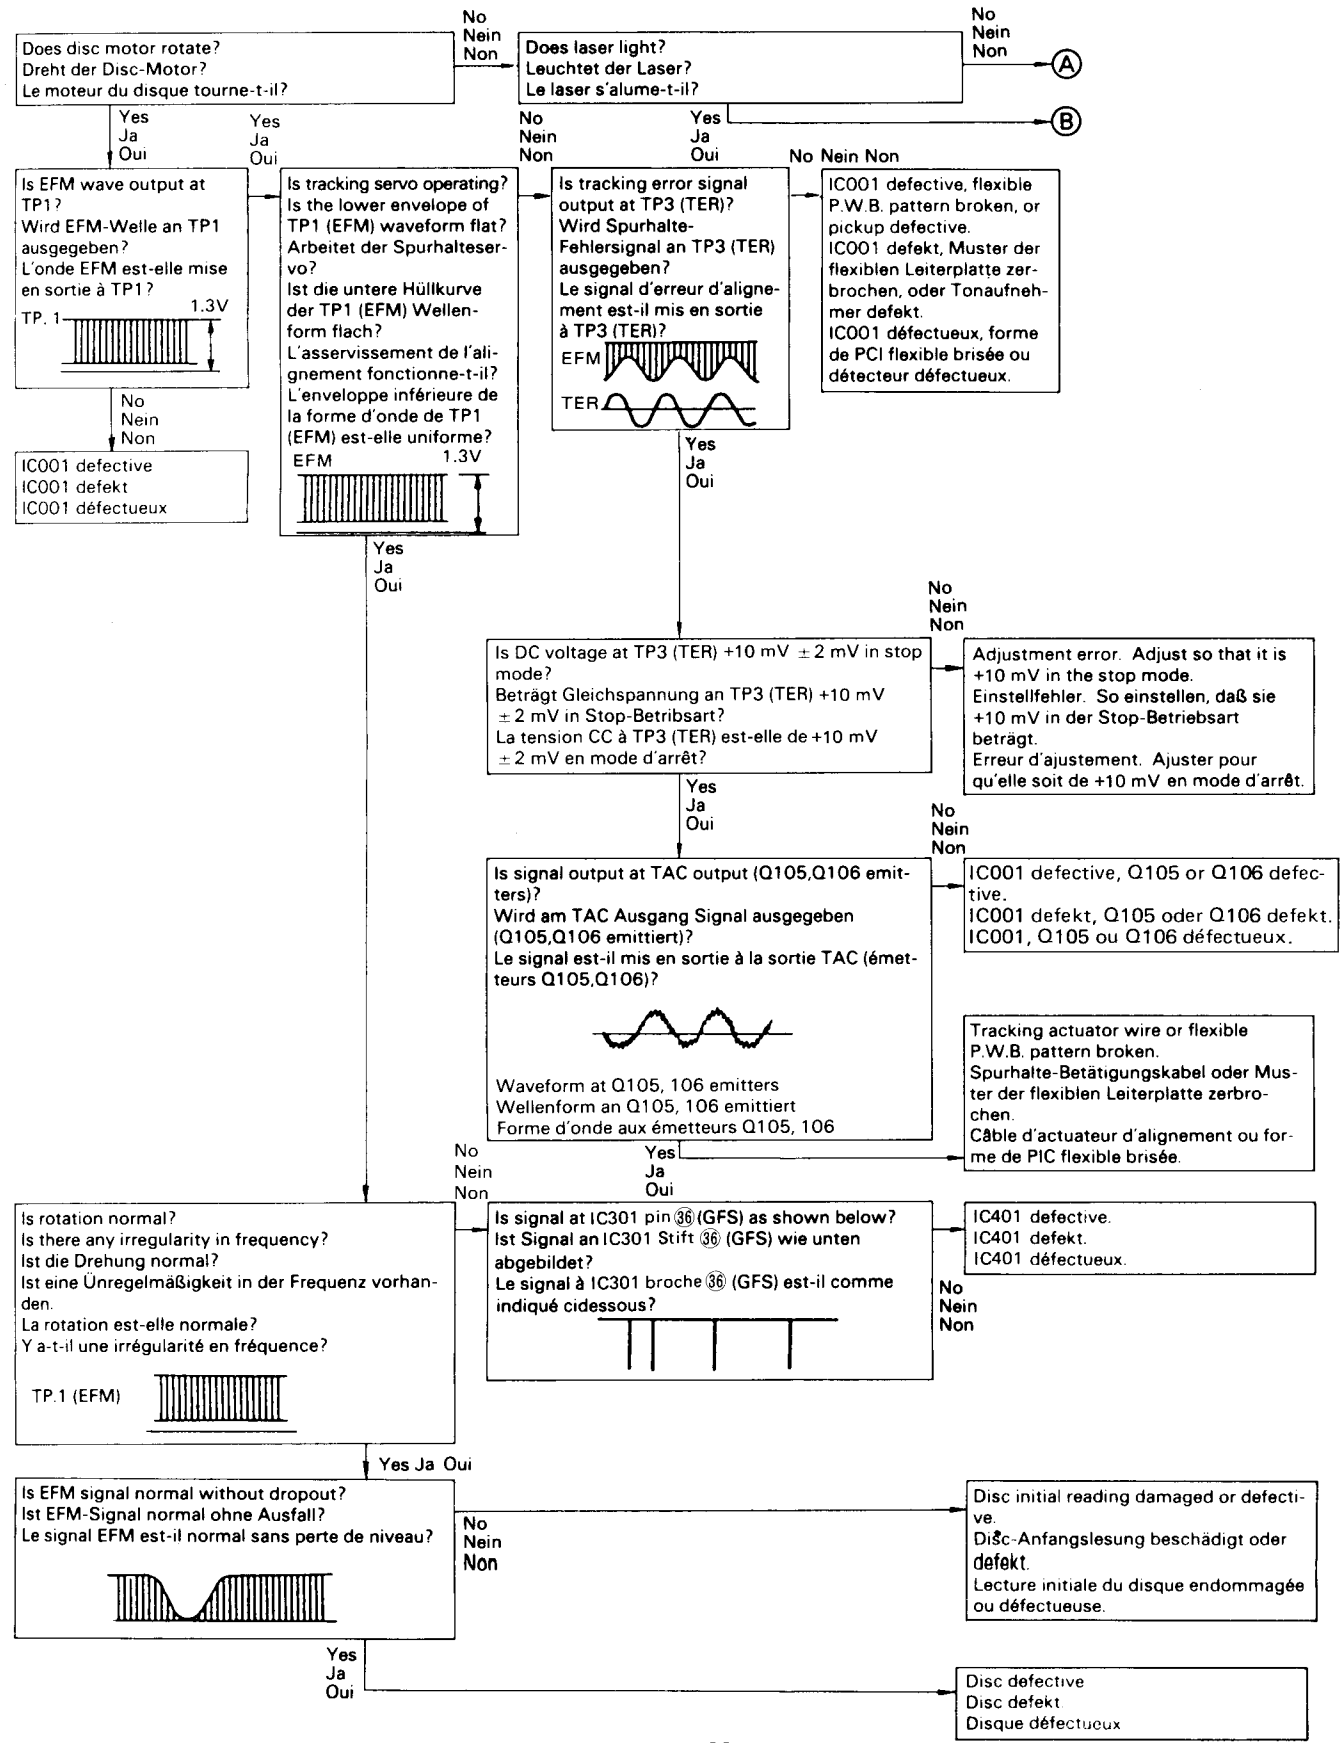 No
Nein
Non
No
Nein
Non
Does disc motor rotate?
Dreht der Disc-Motor?
Le moteur du disque tourne-t-il?
Does laser light?
Leuchtet der Laser?
Le laser s'alume-t-il?
A
B
Yes
Ja
Oui
Yes
Ja
Oui
No
Nein
Non
Yes
Ja
Oui
No Nein Non
Is EFM wave output at
TP1?
Wird EFM-Welle an TP1
ausgegeben?
L'onde EFM est-elle mise
en sortie à TP1?
1.3V
TP. 1
Is tracking servo operating?
Is the lower envelope of
TP1 (EFM) waveform flat?
Arbeitet der Spurhalteser-
vo?
Ist die untere Hüllkurve
der TP1 (EFM) Wellen-
form flach?
L'asservissement de l'ali-
gnement fonctionne-t-il?
L'enveloppe inférieure de
la forme d'onde de TP1
(EFM) est-elle uniforme?
EFM 1.3V
Is tracking error signal
output at TP3 (TER)?
Wird Spurhalte-
Fehlersignal an TP3 (TER)
ausgegeben?
Le signal d'erreur d'aligne-
ment est-il mis en sortie
à TP3 (TER)?
EFM
TER
IC001 defective, flexible
P.W.B. pattern broken, or
pickup defective.
IC001 defekt, Muster der
flexiblen Leiterplatte zer-
brochen, oder Tonaufneh-
mer defekt.
IC001 défectueux, forme
de PCI flexible brisée ou
détecteur défectueux.
No
Nein
Non
IC001 defective
IC001 defekt
IC001 défectueux
Yes
Ja
Oui
Yes
Ja
Oui
No
Nein
Non
Is DC voltage at TP3 (TER) +10 mV ±2 mV in stop
mode?
Beträgt Gleichspannung an TP3 (TER) +10 mV
±2 mV in Stop-Betribsart?
La tension CC à TP3 (TER) est-elle de +10 mV
±2 mV en mode d'arrêt?
Adjustment error. Adjust so that it is
+10 mV in the stop mode.
Einstellfehler. So einstellen, daß sie
+10 mV in der Stop-Betriebsart
beträgt.
Erreur d'ajustement. Ajuster pour
qu'elle soit de +10 mV en mode d'arrêt.
Yes
Ja
Oui
No
Nein
Non
Is signal output at TAC output (Q105,Q106 emit-
ters)?
Wird am TAC Ausgang Signal ausgegeben
(Q105,Q106 emittiert)?
Le signal est-il mis en sortie à la sortie TAC (émet-
teurs Q105,Q106)?
Waveform at Q105, 106 emitters
Wellenform an Q105, 106 emittiert
Forme d'onde aux émetteurs Q105, 106
IC001 defective, Q105 or Q106 defec-
tive.
IC001 defekt, Q105 oder Q106 defekt.
IC001, Q105 ou Q106 défectueux.
Tracking actuator wire or flexible
P.W.B. pattern broken.
Spurhalte-Betätigungskabel oder Mus-
ter der flexiblen Leiterplatte zerbro-
chen.
Câble d'actuateur d'alignement ou for-
me de PIC flexible brisée.
Yes
Ja
Oui
No
Nein
Non
Is rotation normal?
Is there any irregularity in frequency?
Ist die Drehung normal?
Ist eine Ünregelmäßigkeit in der Frequenz vorhan-
den.
La rotation est-elle normale?
Y a-t-il une irrégularité en fréquence?
TP.1 (EFM)
Is signal at IC301 pin 36 (GFS) as shown below?
Ist Signal an IC301 Stift 36 (GFS) wie unten
abgebildet?
Le signal à IC301 broche 36 (GFS) est-il comme
indiqué cidessous?
IC401 defective.
IC401 defekt.
IC401 défectueux.
No
Nein
Non
Yes Ja Oui
Is EFM signal normal without dropout?
Ist EFM-Signal normal ohne Ausfall?
Le signal EFM est-il normal sans perte de niveau?
No
Nein
Non
Disc initial reading damaged or defecti-
ve.
Disc-Anfangslesung beschädigt oder
defekt.
Lecture initiale du disque endommagée
ou défectueuse.
Yes
Ja
Oui
Disc defective
Disc defekt
Disque défectueux